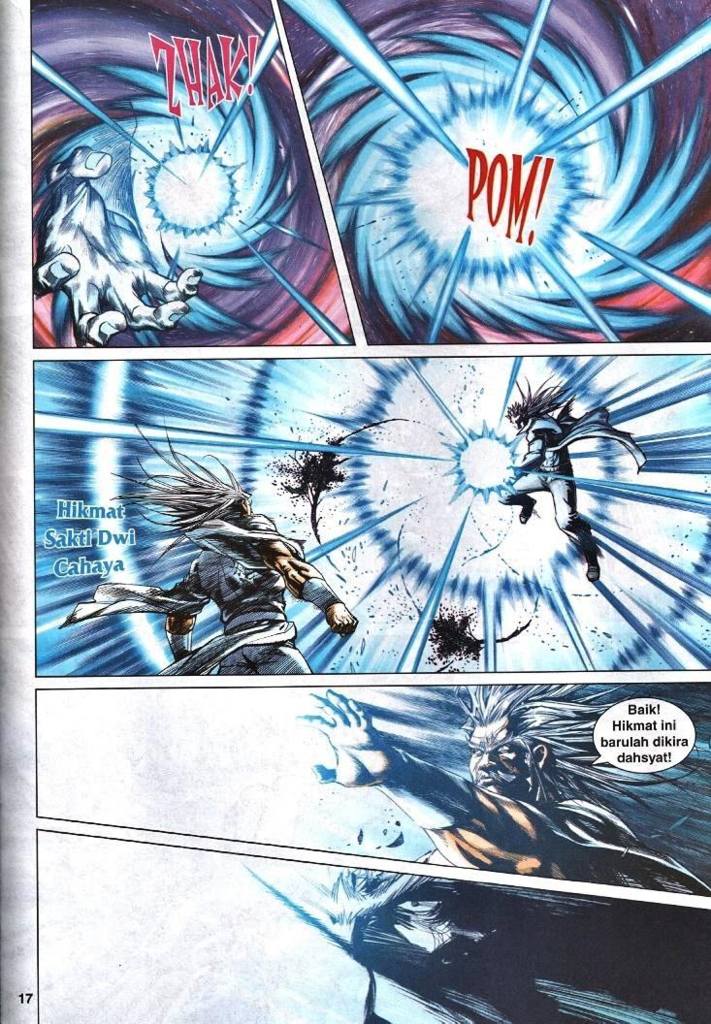 ZHAK!
POM!
Hikmat
Sakti Dwi
Cahaya
Baik!
Hikmat ini
barulah dikira
dahsyat!
17